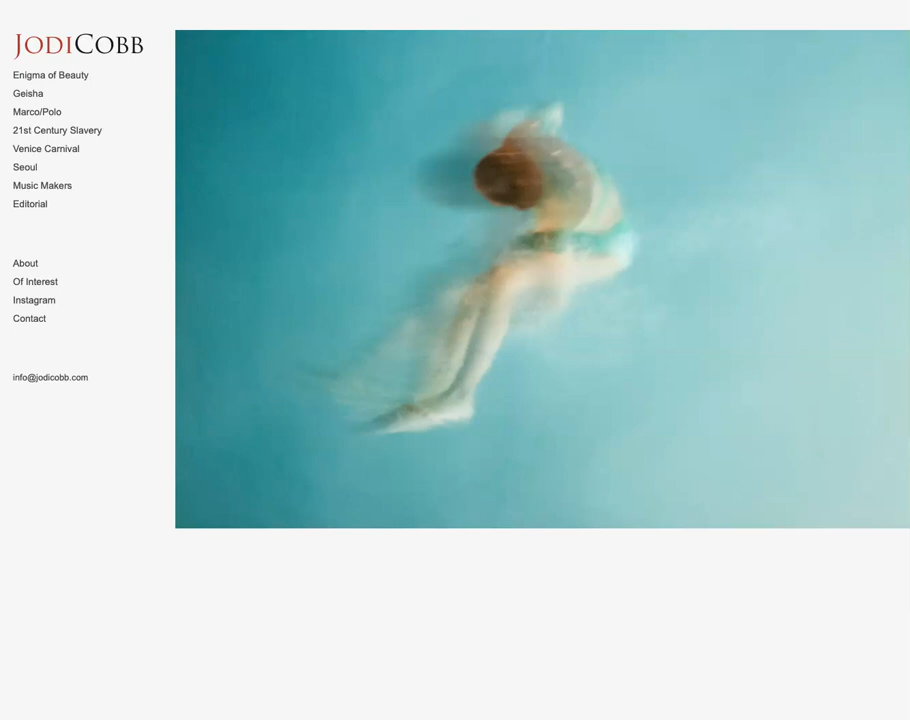 JODICOBB
Enigma of Beauty
Geisha
Marco/Polo
21st Century Slavery
Venice Carnival
Seoul
Music Makers
Editorial
About
Of Interest
Instagram
Contact
info@jodicobb.com